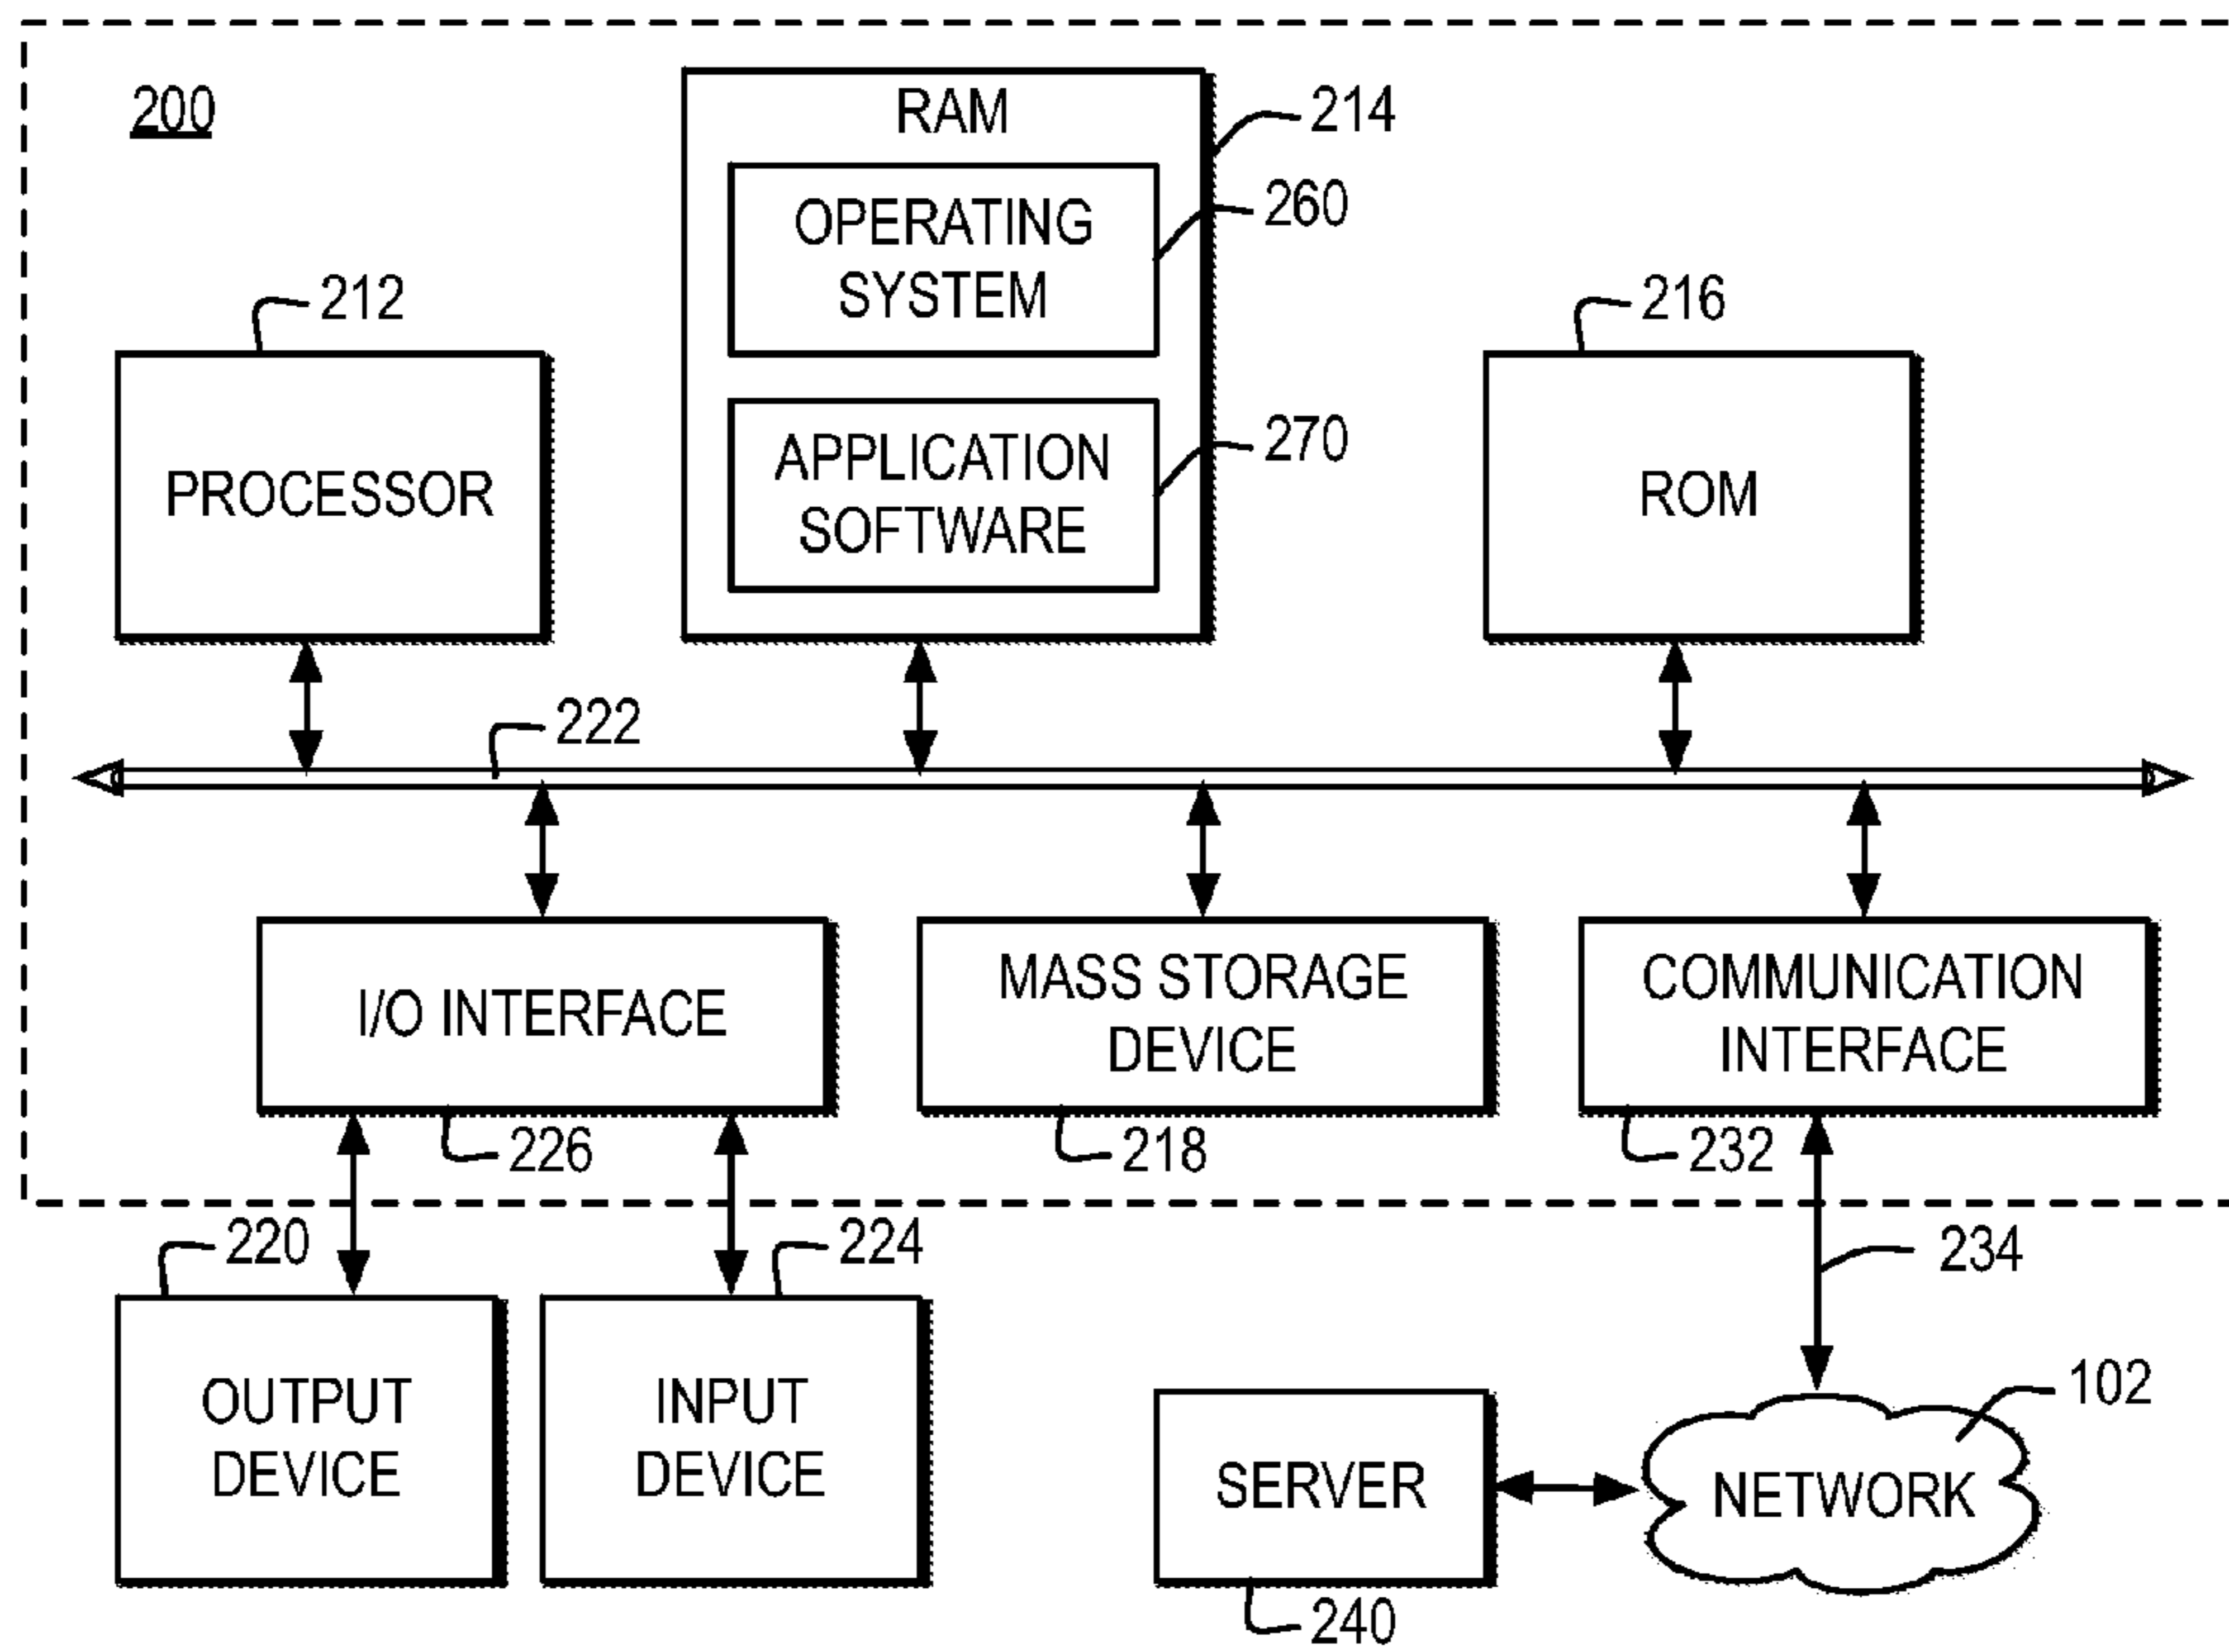 200
RAM
214
OPERATING
SYSTEM
260
212
216
PROCESSOR
APPLICATION
SOFTWARE
270
ROM
222
I/O INTERFACE
MASS STORAGE
DEVICE
COMMUNICATION
INTERFACE
226
218
232
220
224
234
OUTPUT
DEVICE
INPUT
DEVICE
SERVER
NETWORK
102
240